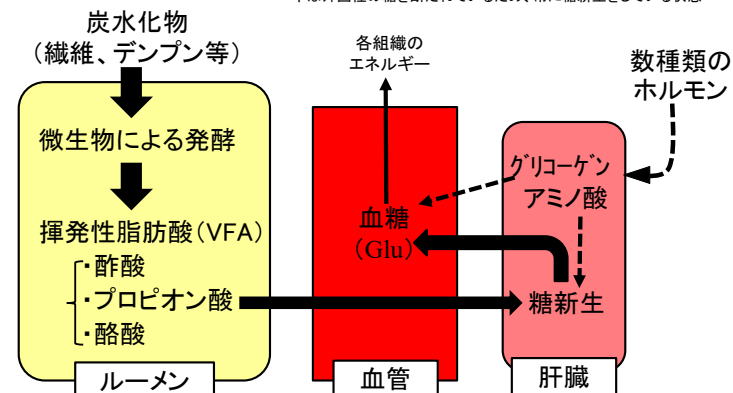 炭水化物
（繊維、デンプン等）
微生物による発酵
揮発性脂肪酸（VFA）
・酢酸
・プロピオン酸
・酪酸
ルーメン
各組織の
エネルギー
血糖
（Glu）
血管
数種類の
ホルモン
グリコーゲン
アミノ酸
糖新生
肝臓